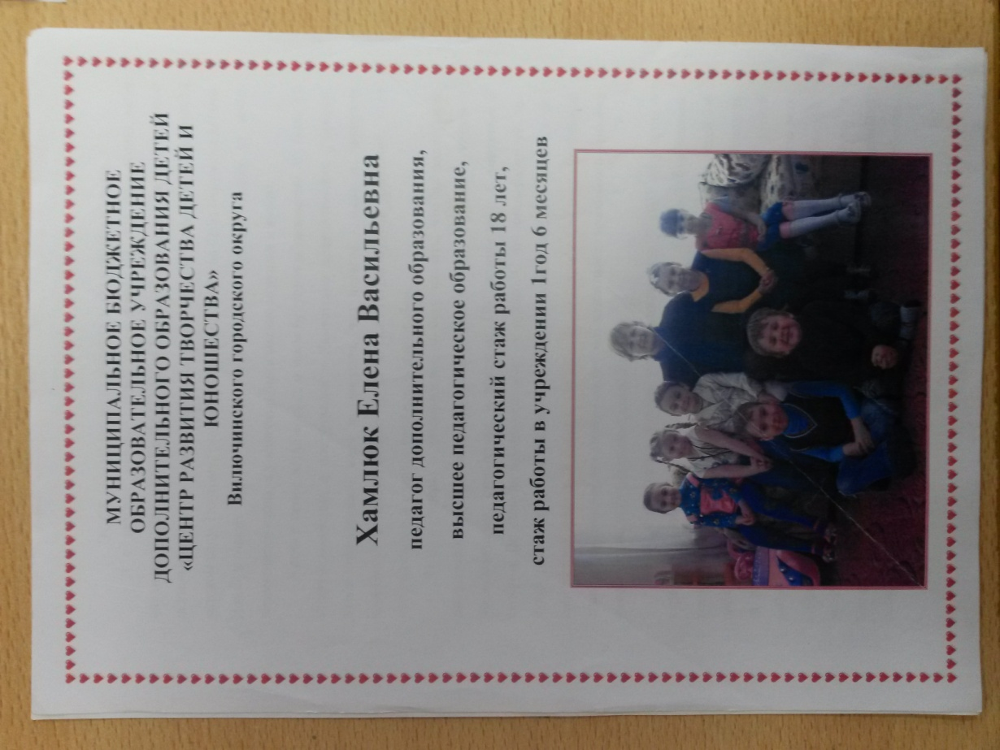 МУНИЦИПАЛЬНОЕ БЮДЖЕТНОЕ
ОБРАЗОВАТЕЛЬНОЕ УЧРЕЖДЕНИЕ
ДОПОЛНИТЕЛЬНОГО ОБРАЗОВАНИЯ ДЕТЕЙ
«ЦЕНТР РАЗВИТИЯ ТВОРЧЕСТВА ДЕТЕЙ И
ЮНОШЕСТВА»
Вилючинского городского округа
Хамлюк Елена Васильевна
педагог дополнительного образования,
высшее педагогическое образование,
педагогический стаж работы 18 лет,
стаж работы в учреждении 1год 6 месяцев